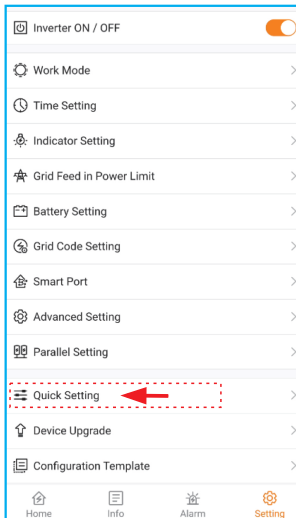 Inverter ON / OFF
Work Mode
Time Setting
Indicator Setting
Grid Feed in Power Limit
Battery Setting
Grid Code Setting
Smart Port
Advanced Setting
Parallel Setting
Quick Setting
Device Upgrade
Configuration Template
Home Info Alarm Setting